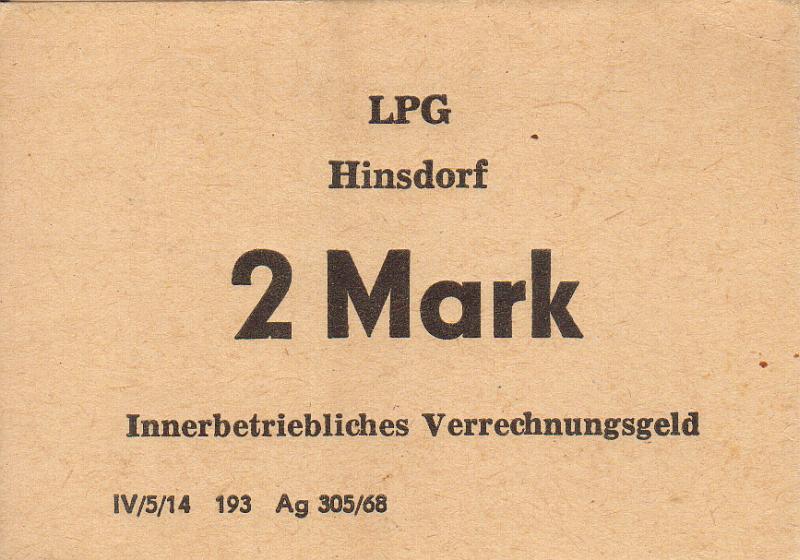 LPG
Hinsdorf
2 Mark
Innerbetriebliches Verrechnungsgeld
IV/5/14 193 Ag 305/68